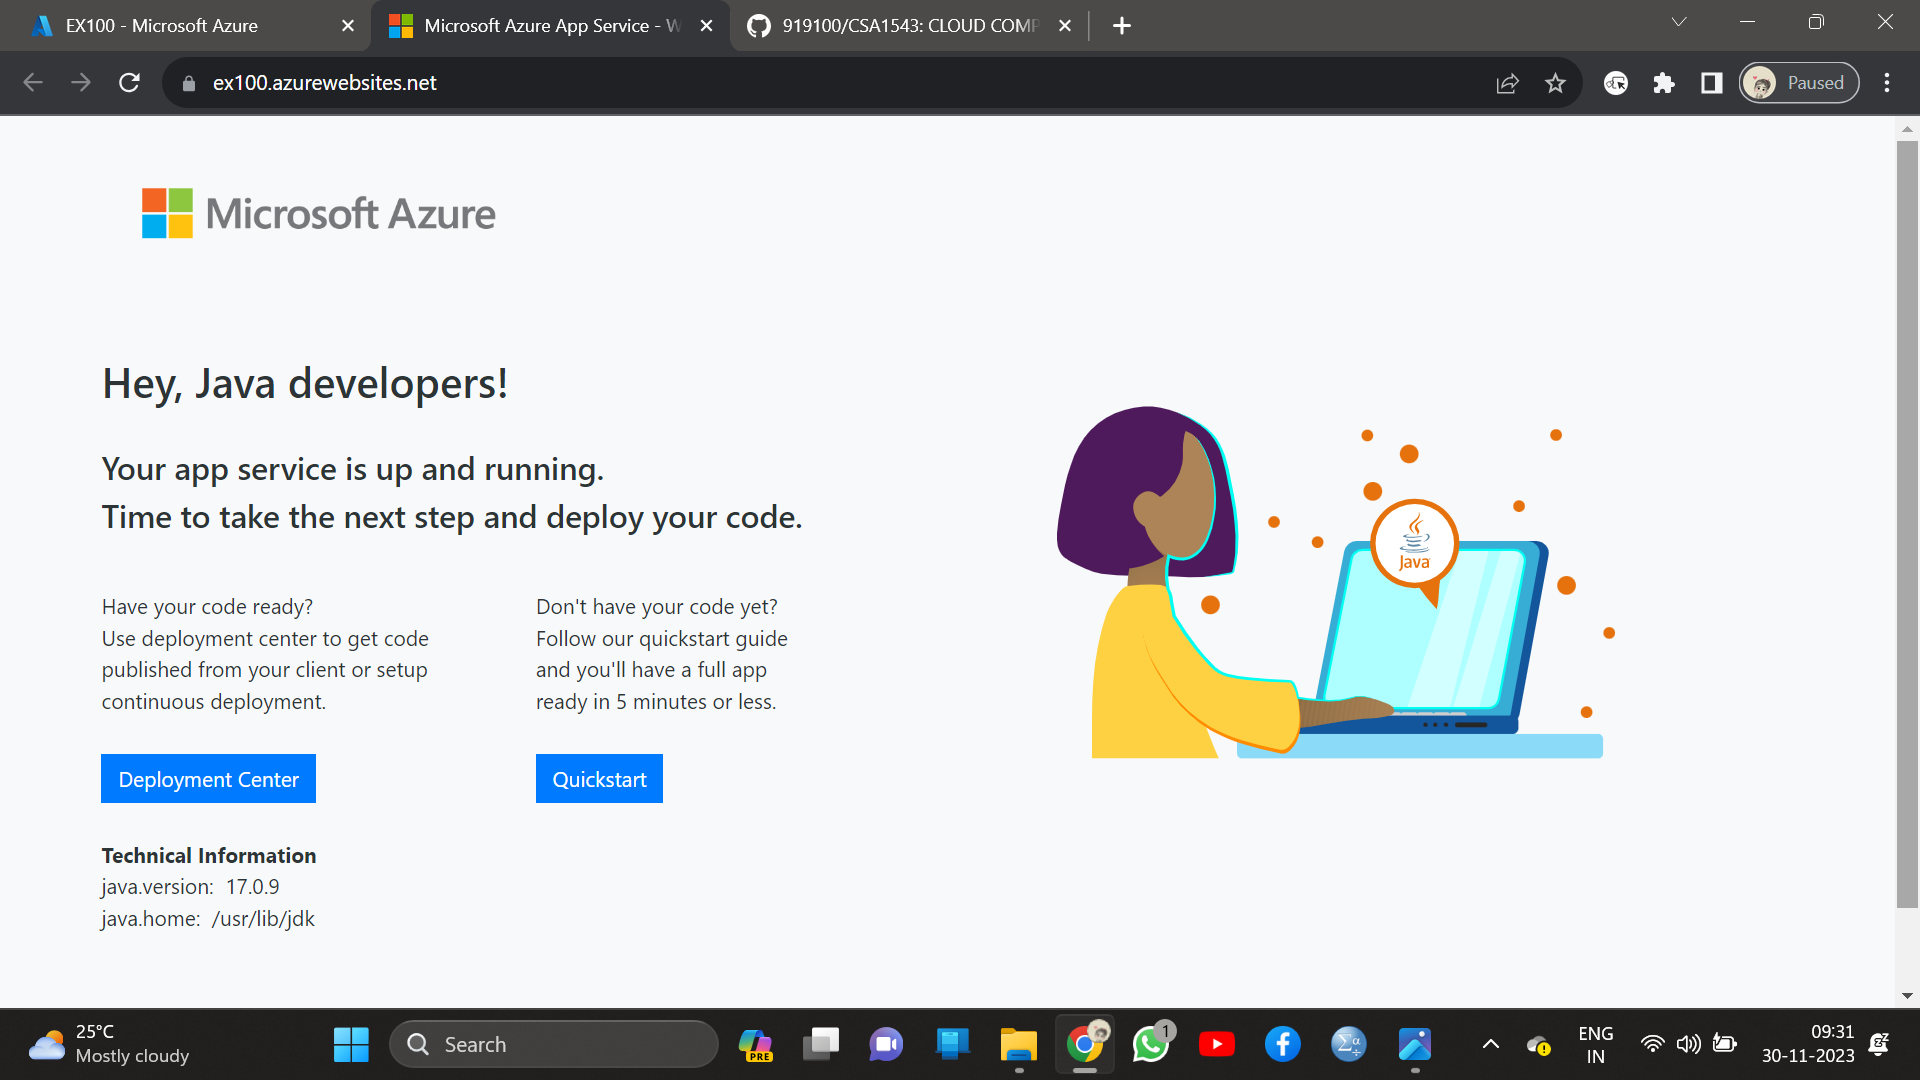 EX100 - Microsoft Azure
Microsoft Azure App Service - W
919100/CSA1543: CLOUD COMP
ex100.azurewebsites.net
Paused
Microsoft Azure
Hey, Java developers!
Your app service is up and running.
Time to take the next step and deploy your code.
Have your code ready?
Use deployment center to get code
published from your client or setup
continuous deployment.
Deployment Center
Don't have your code yet?
Follow our quickstart guide
and you'll have a full app
ready in 5 minutes or less.
Quickstart
Java
Technical Information
java.version: 17.0.9
java.home: /usr/lib/jdk
25°C
Mostly cloudy
Search
PRE
1
ENG
IN
09:31
30-11-2023